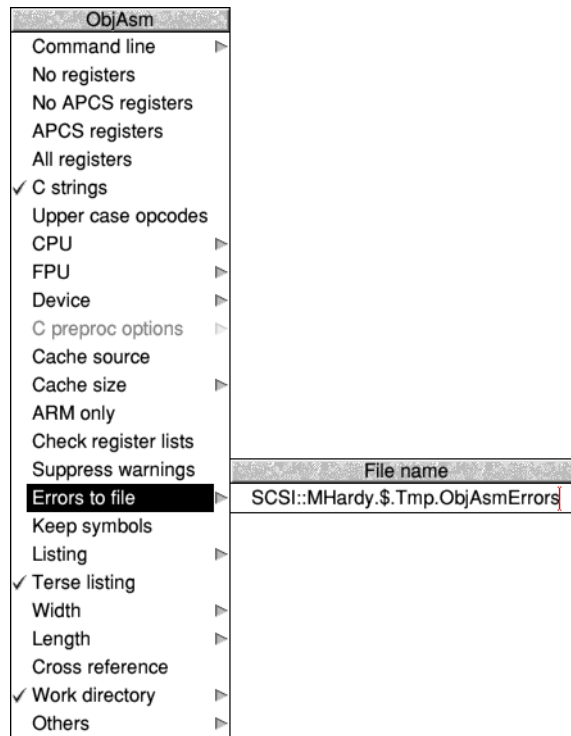 ObjAsm
Command line
No registers
No APCS registers
APCS registers
All registers
C strings
Upper case opcodes
CPU
FPU
Device
C preproc options
Cache source
Cache size
ARM only
Check register lists
Suppress warnings
Errors to file
File name
SCSI::MHardy.$.Tmp.ObjAsmErrors
Keep symbols
Listing
Terse listing
Width
Length
Cross reference
Work directory
Others